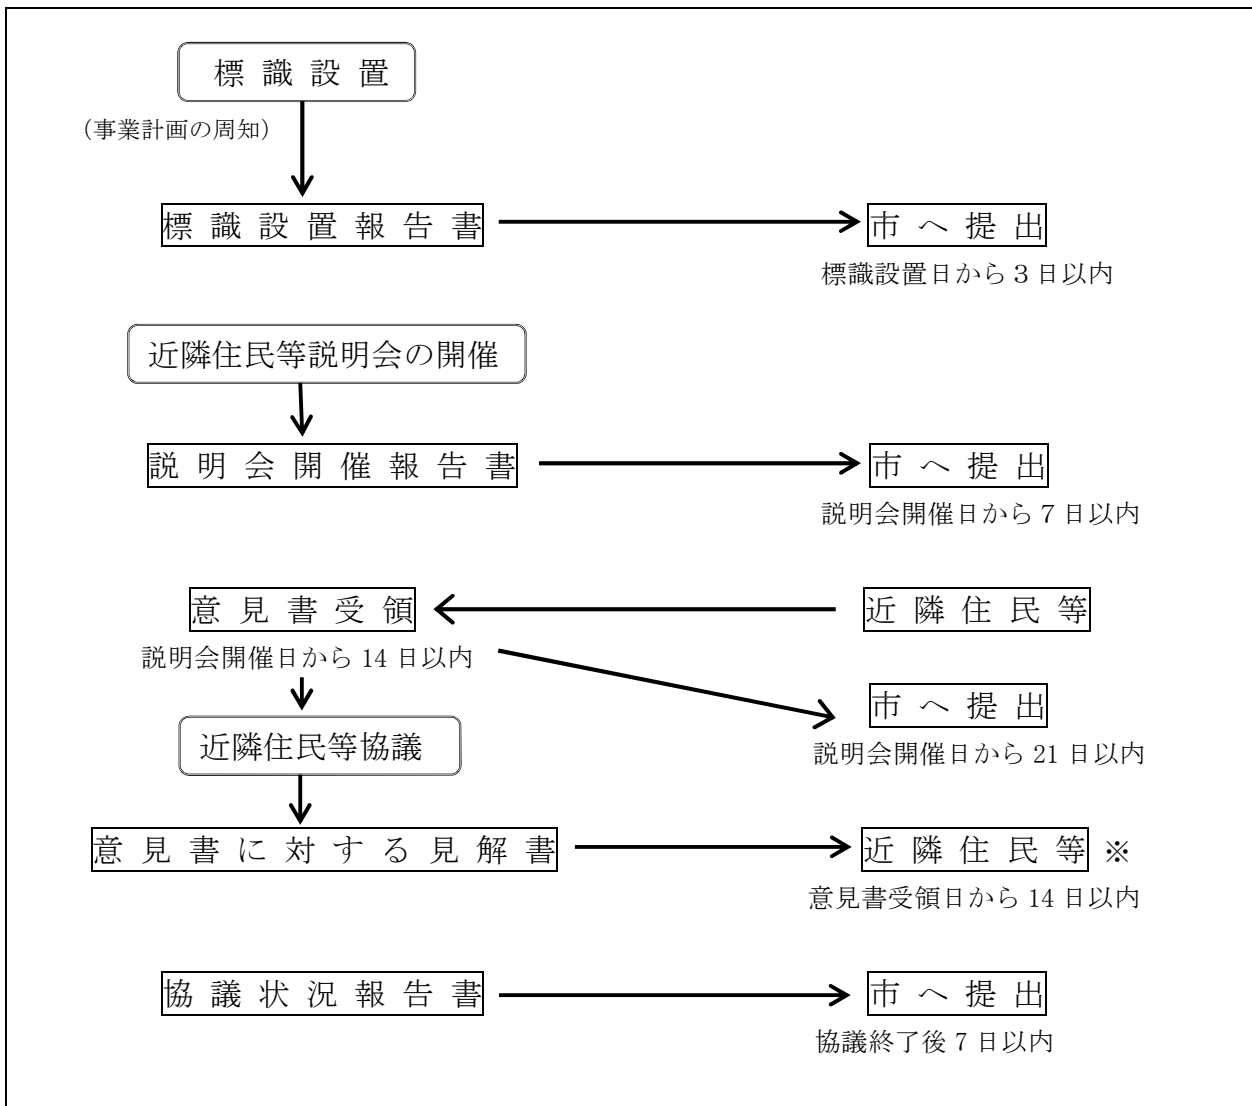 標識設置
（事業計画の周知）
標識設置報告書
市へ提出
標識設置日から３日以内
近隣住民等説明会の開催
説明会開催報告書
市へ提出
説明会開催日から７日以内
意見書受領
近隣住民等
説明会開催日から 14 日以内
市へ提出
説明会開催日から 21 日以内
近隣住民等協議
意見書に対する見解書
近隣住民等※
意見書受領日から 14 日以内
協議状況報告書
市へ提出
協議終了後７日以内